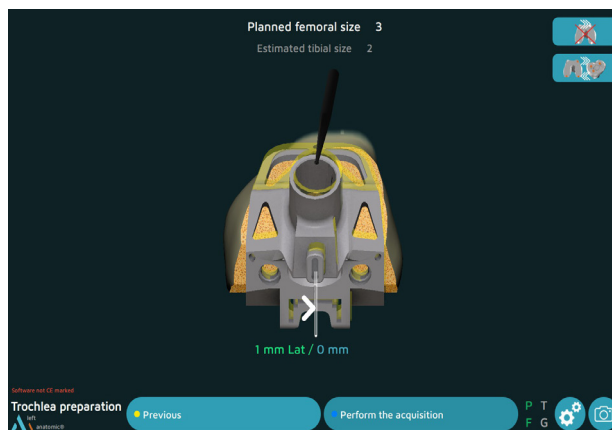 Planned femoral size 3
Estimated tibial size 2
1 mm Lat / 0 mm
Software not CE marked
Trochlea preparation
left
anatomic®
Previous
Perform the acquisition
P T
F G